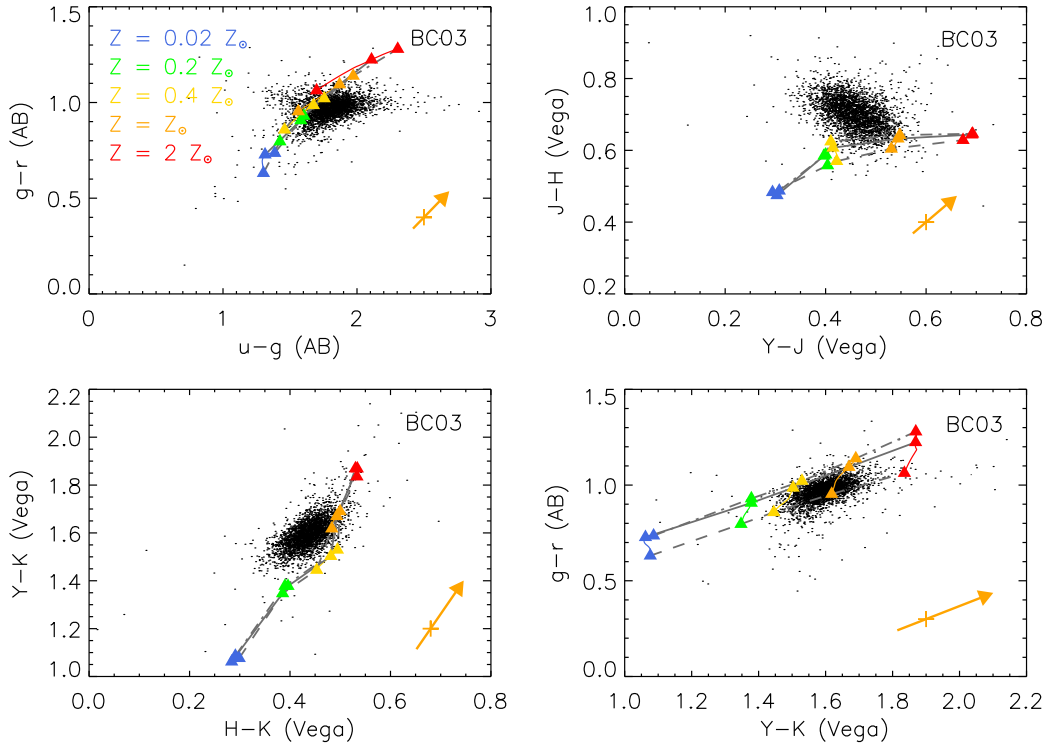 1.5
1.0
0.5
0.0
g−r (AB)
Z = 0.02 Z⊙
Z = 0.2 Z⊙
Z = 0.4 Z⊙
Z = Z⊙
Z = 2 Z⊙
BC03
0 1 2 3
u−g (AB)
1.0
0.8
0.6
0.4
0.2
J−H (Vega)
BC03
0.0 0.2 0.4 0.6 0.8
Y−J (Vega)
2.2
2.0
1.8
1.6
1.4
1.2
1.0
Y−K (Vega)
BC03
0.0 0.2 0.4 0.6 0.8
H−K (Vega)
1.5
1.0
0.5
0.0
g−r (AB)
BC03
1.0 1.2 1.4 1.6 1.8 2.0 2.2
Y−K (Vega)